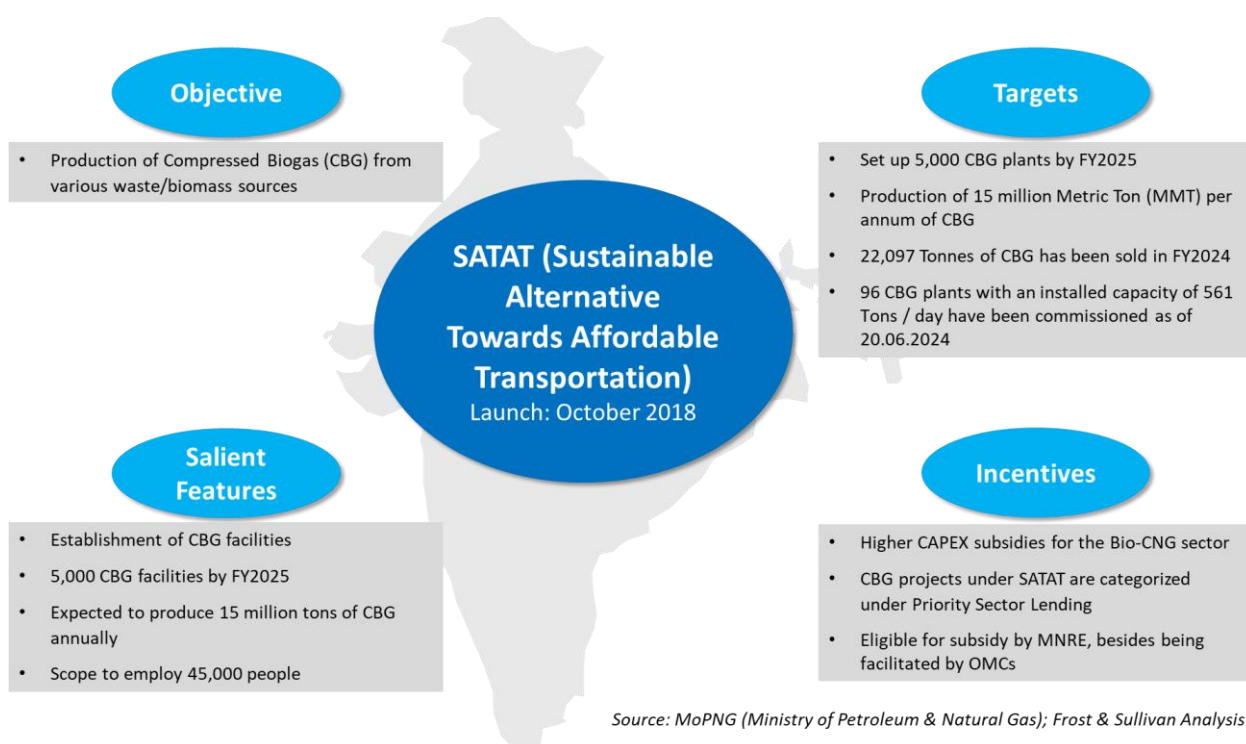 Objective
• Production of Compressed Biogas (CBG) from
various waste/biomass sources
Targets
• Set up 5,000 CBG plants by FY2025
• Production of 15 million Metric Ton (MMT) per
annum of CBG
• 22,097 Tonnes of CBG has been sold in FY2024
• 96 CBG plants with an installed capacity of 561
Tons / day have been commissioned as of
20.06.2024
SATAT (Sustainable
Alternative
Towards Affordable
Transportation)
Launch: October 2018
Salient
Features
• Establishment of CBG facilities
• 5,000 CBG facilities by FY2025
• Expected to produce 15 million tons of CBG
annually
• Scope to employ 45,000 people
Incentives
• Higher CAPEX subsidies for the Bio-CNG sector
• CBG projects under SATAT are categorized
under Priority Sector Lending
• Eligible for subsidy by MNRE, besides being
facilitated by OMCs
Source: MoPNG (Ministry of Petroleum & Natural Gas); Frost & Sullivan Analysis